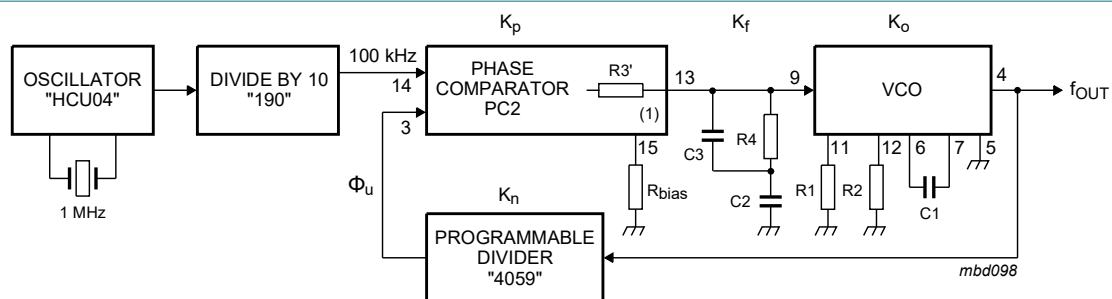 Kp
Kf
Ko
OSCILLATOR
"HCU04"
1 MHz
DIVIDE BY 10
"190"
100 kHz
14
3
PHASE
COMPARATOR
PC2
R3'
(1)
13
15
Rbias
C3
R4
C2
9
VCO
4
fOUT
11
12
6
7
5
R1
R2
C1
Φu
Kn
PROGRAMMABLE
DIVIDER
"4059"
mbd098